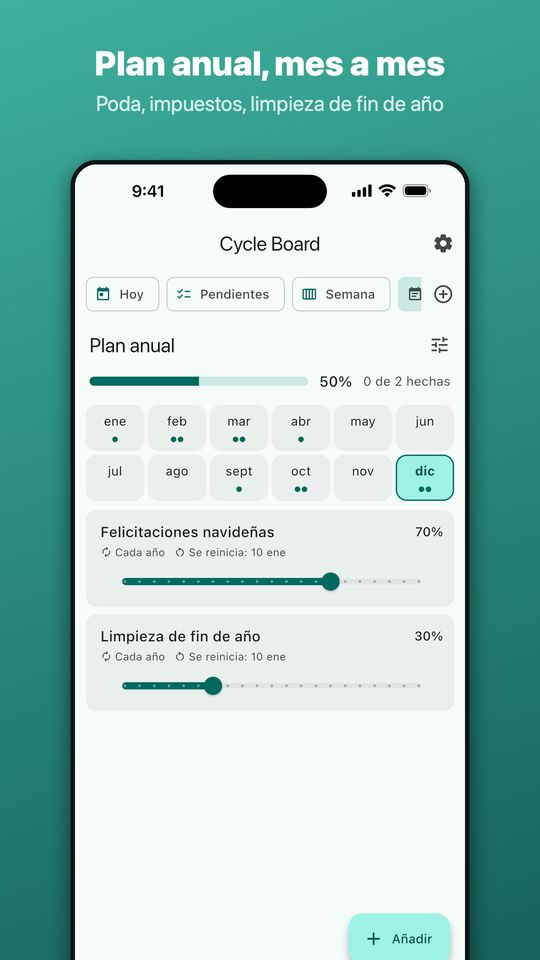 Plan anual, mes a mes
Poda, impuestos, limpieza de fin de año
9:41
Cycle Board
Hoy
Pendientes
Semana
Plan anual
50% 0 de 2 hechas
ene feb mar abr may jun
jul ago sept oct nov dic
Felicitaciones navideñas 70%
Cada año Se reinicia: 10 ene
Limpieza de fin de año 30%
Cada año Se reinicia: 10 ene
+ Añadir